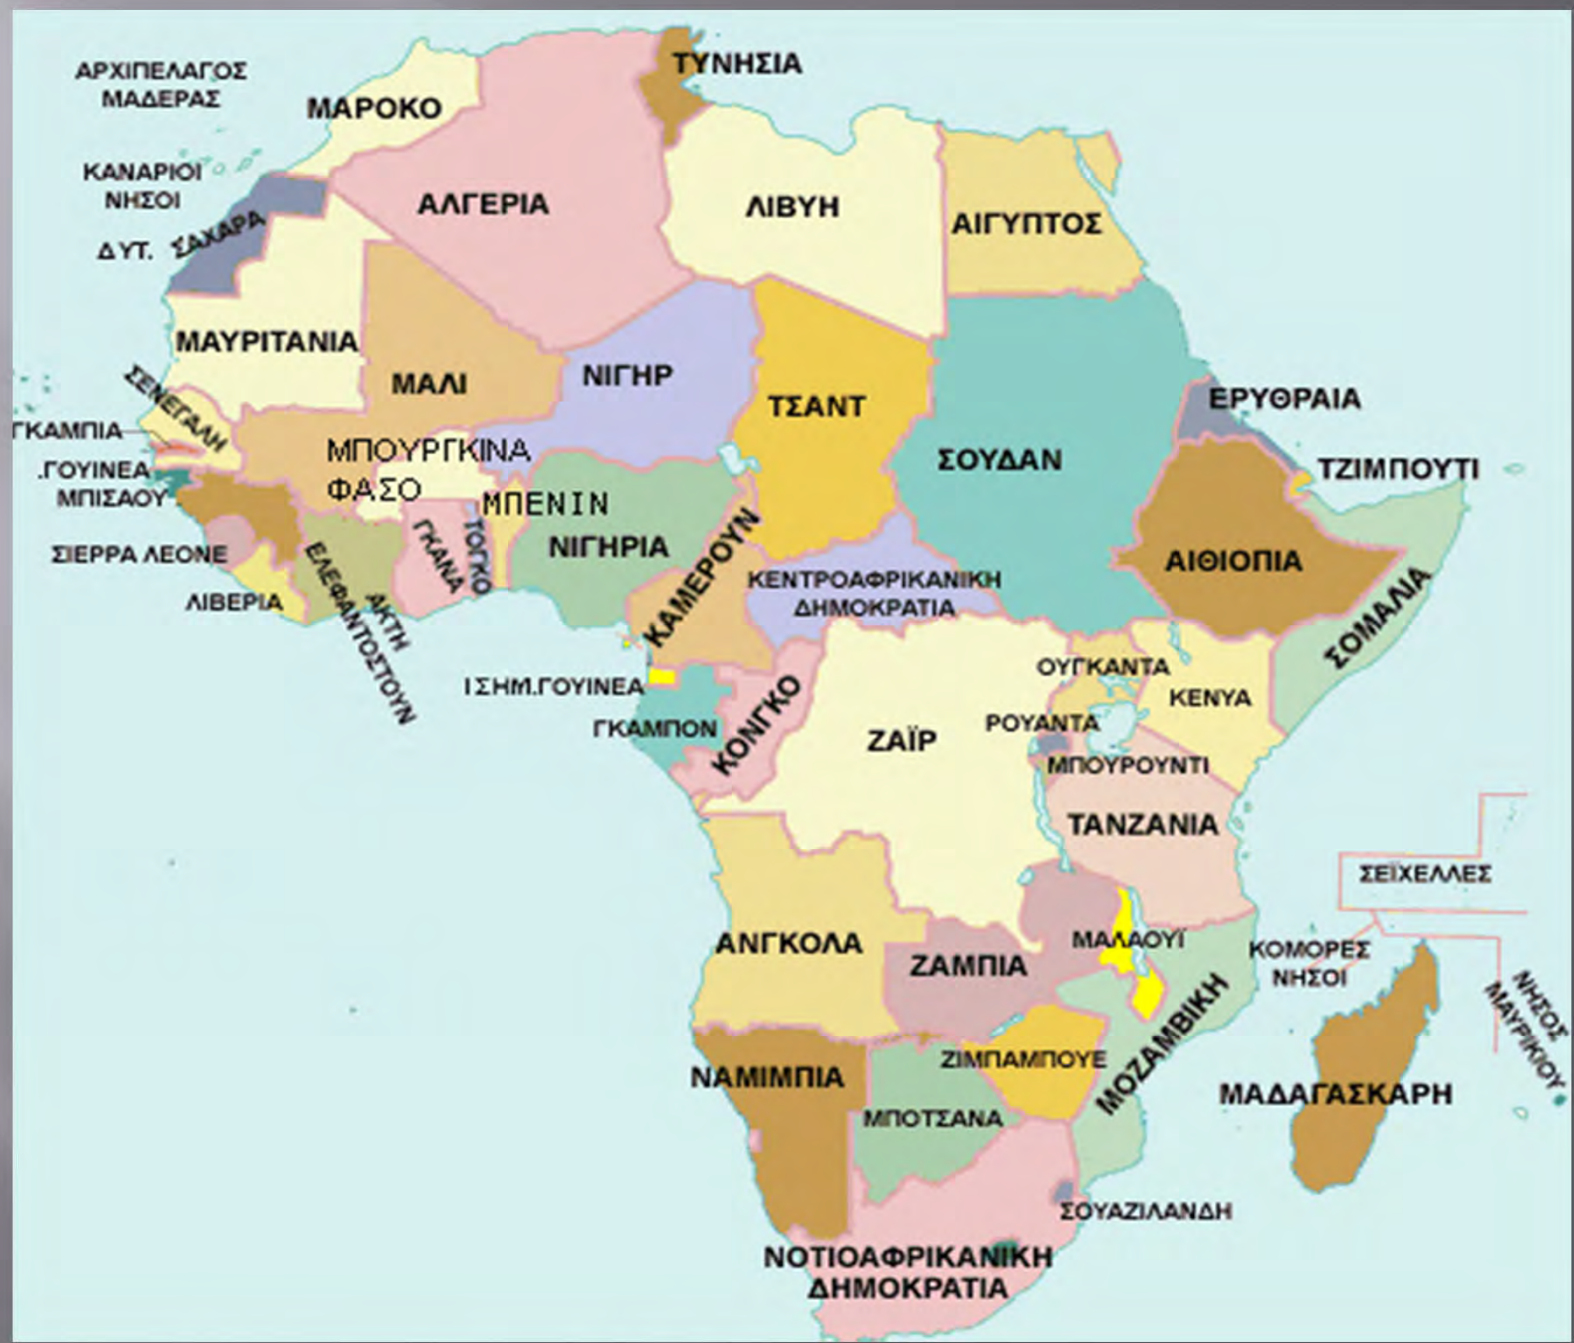 ΤΥΝΗΣΙΑ
ΑΡΧΙΠΕΛΑΓΟΣ
ΜΑΔΕΡΑΣ
ΜΑΡΟΚΟ
ΚΑΝΑΡΙΟΙ
ΝΗΣΟΙ
ΑΛΓΕΡΙΑ
ΛΙΒΥΗ
ΑΙΓΥΠΤΟΣ
ΔΥΤ. ΣΑΧΑΡΑ
ΜΑΥΡΙΤΑΝΙΑ
ΜΑΛΙ
ΝΙΓΗΡ
ΤΣΑΝΤ
ΣΟΥΔΑΝ
ΕΡΥΘΡΑΙΑ
ΣΕΝΕΓΑΛΗ
ΓΚΑΜΠΙΑ
.ΓΟΥΙΝΕΑ
ΜΠΙΣΑΟΥ
ΜΠΟΥΡΓΚΙΝΑ
ΦΑΣΟ
ΜΠΕΝΙΝ
ΤΖΙΜΠΟΥΤΙ
ΣΙΕΡΡΑ ΛΕΟΝΕ
ΛΙΒΕΡΙΑ
ΑΚΤΗ
ΕΛΕΦΑΝΤΟΣΤΟΥΝ
ΓΚΑΝΑ
ΤΟΓΚΟ
ΝΙΓΗΡΙΑ
ΚΑΜΕΡΟΥΝ
ΚΕΝΤΡΟΑΦΡΙΚΑΝΙΚΗ
ΔΗΜΟΚΡΑΤΙΑ
ΑΙΘΙΟΠΙΑ
ΣΟΜΑΛΙΑ
ΙΣΗΜ.ΓΟΥΙΝΕΑ
ΓΚΑΜΠΟΝ
ΚΟΝΓΚΟ
ΖΑΪΡ
ΟΥΓΚΑΝΤΑ
ΚΕΝΥΑ
ΡΟΥΑΝΤΑ
ΜΠΟΥΡΟΥΝΤΙ
ΤΑΝΖΑΝΙΑ
ΣΕΪΧΕΛΛΕΣ
ΑΝΓΚΟΛΑ
ΖΑΜΠΙΑ
ΜΑΛΑΟΥΪ
ΚΟΜΟΡΕΣ
ΝΗΣΟΙ
ΝΗΣΟΣ
ΜΑΥΡΙΚΙΟΥ
ΜΟΖΑΜΒΙΚΗ
ΝΑΜΙΜΠΙΑ
ΖΙΜΠΑΜΠΟΥΕ
ΜΠΟΤΣΑΝΑ
ΜΑΔΑΓΑΣΚΑΡΗ
ΣΟΥΑΖΙΛΑΝΔΗ
ΝΟΤΙΟΑΦΡΙΚΑΝΙΚΗ
ΔΗΜΟΚΡΑΤΙΑ